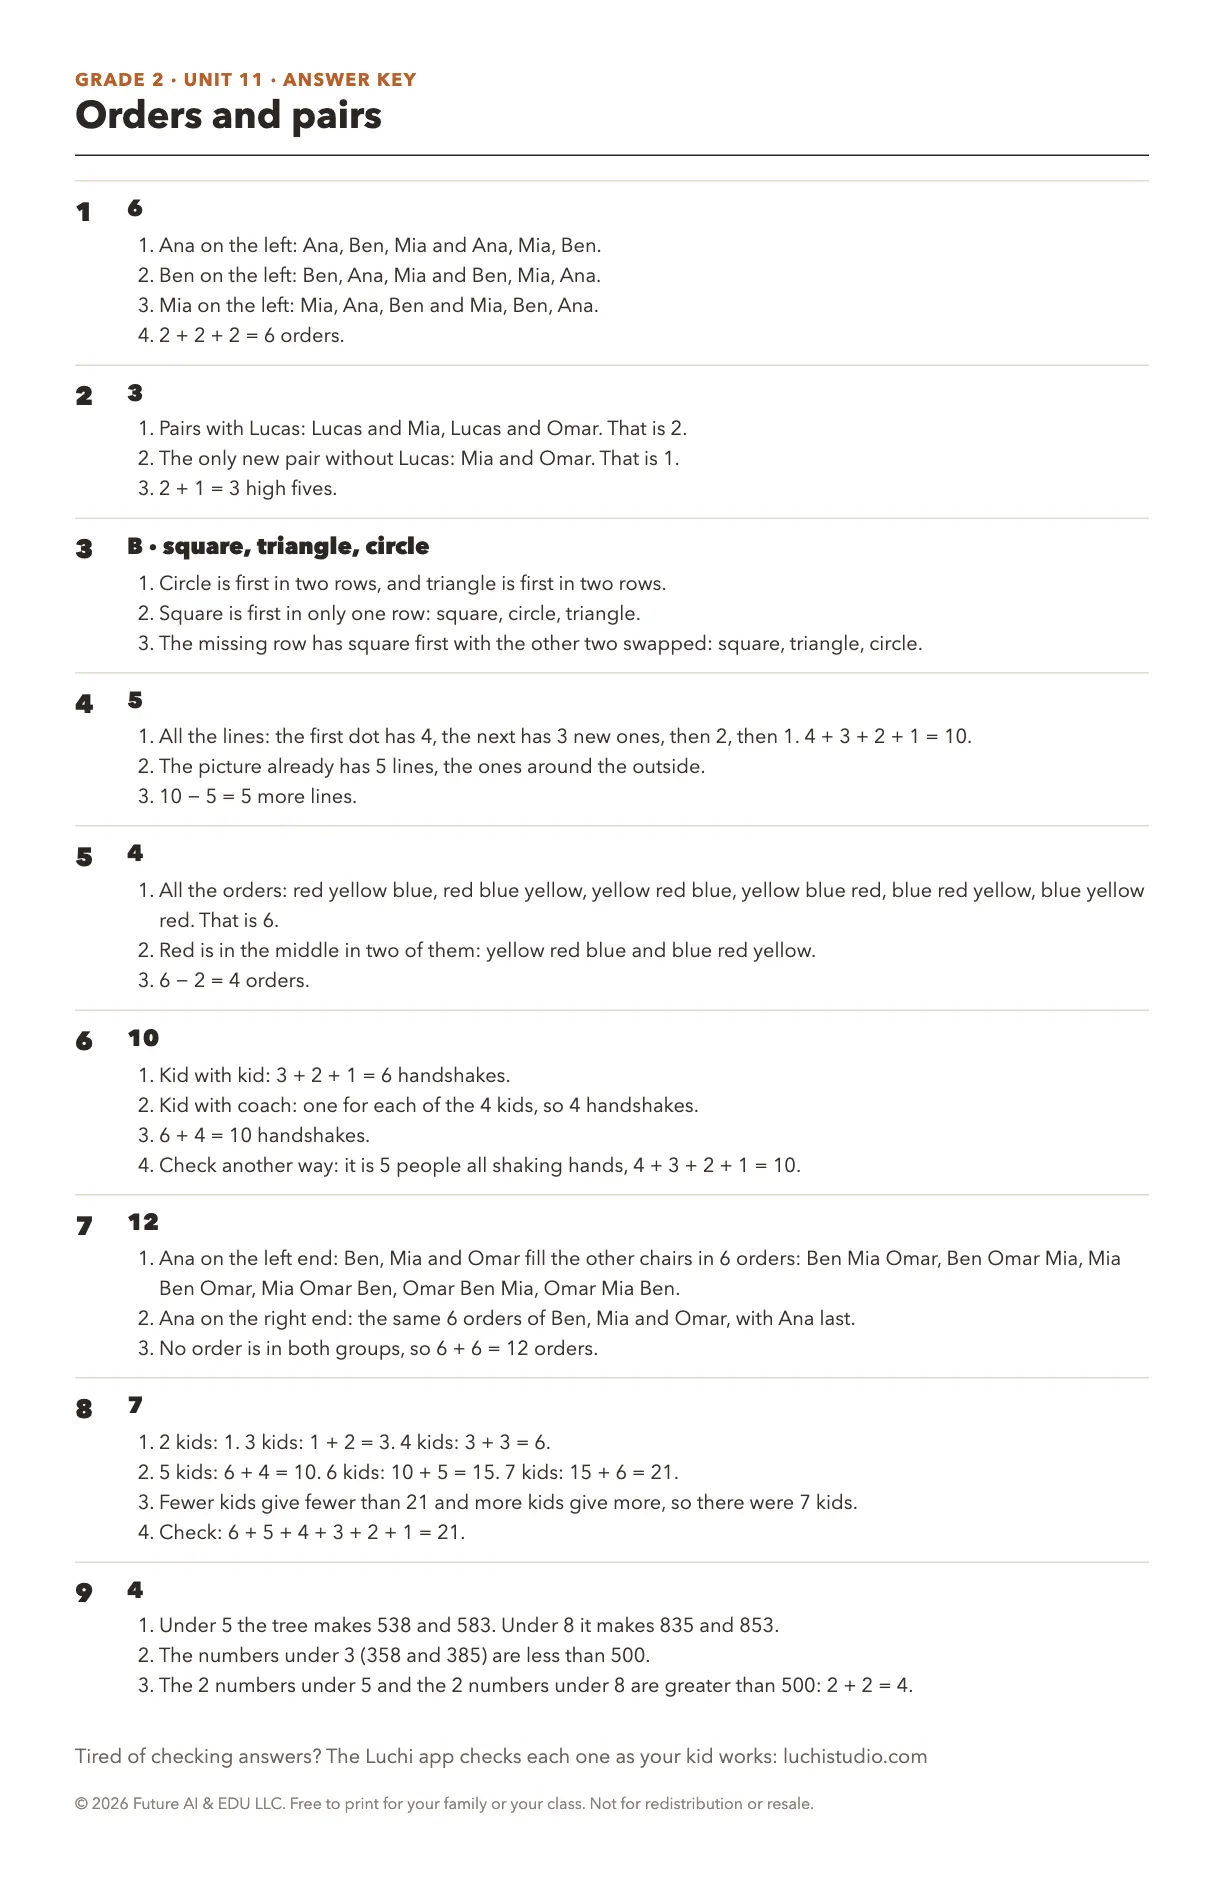 GRADE 2 · UNIT 11 · ANSWER KEY
Orders and pairs
1 6
1. Ana on the left: Ana, Ben, Mia and Ana, Mia, Ben.
2. Ben on the left: Ben, Ana, Mia and Ben, Mia, Ana.
3. Mia on the left: Mia, Ana, Ben and Mia, Ben, Ana.
4. 2 + 2 + 2 = 6 orders.
2 3
1. Pairs with Lucas: Lucas and Mia, Lucas and Omar. That is 2.
2. The only new pair without Lucas: Mia and Omar. That is 1.
3. 2 + 1 = 3 high fives.
3 B · square, triangle, circle
1. Circle is first in two rows, and triangle is first in two rows.
2. Square is first in only one row: square, circle, triangle.
3. The missing row has square first with the other two swapped: square, triangle, circle.
4 5
1. All the lines: the first dot has 4, the next has 3 new ones, then 2, then 1. 4 + 3 + 2 + 1 = 10.
2. The picture already has 5 lines, the ones around the outside.
3. 10 − 5 = 5 more lines.
5 4
1. All the orders: red yellow blue, red blue yellow, yellow red blue, yellow blue red, blue red yellow, blue yellow
red. That is 6.
2. Red is in the middle in two of them: yellow red blue and blue red yellow.
3. 6 − 2 = 4 orders.
6 10
1. Kid with kid: 3 + 2 + 1 = 6 handshakes.
2. Kid with coach: one for each of the 4 kids, so 4 handshakes.
3. 6 + 4 = 10 handshakes.
4. Check another way: it is 5 people all shaking hands, 4 + 3 + 2 + 1 = 10.
7 12
1. Ana on the left end: Ben, Mia and Omar fill the other chairs in 6 orders: Ben Mia Omar, Ben Omar Mia, Mia
Ben Omar, Mia Omar Ben, Omar Ben Mia, Omar Mia Ben.
2. Ana on the right end: the same 6 orders of Ben, Mia and Omar, with Ana last.
3. No order is in both groups, so 6 + 6 = 12 orders.
8 7
1. 2 kids: 1. 3 kids: 1 + 2 = 3. 4 kids: 3 + 3 = 6.
2. 5 kids: 6 + 4 = 10. 6 kids: 10 + 5 = 15. 7 kids: 15 + 6 = 21.
3. Fewer kids give fewer than 21 and more kids give more, so there were 7 kids.
4. Check: 6 + 5 + 4 + 3 + 2 + 1 = 21.
9 4
1. Under 5 the tree makes 538 and 583. Under 8 it makes 835 and 853.
2. The numbers under 3 (358 and 385) are less than 500.
3. The 2 numbers under 5 and the 2 numbers under 8 are greater than 500: 2 + 2 = 4.
Tired of checking answers? The Luchi app checks each one as your kid works: luchistudio.com
© 2026 Future AI & EDU LLC. Free to print for your family or your class. Not for redistribution or resale.